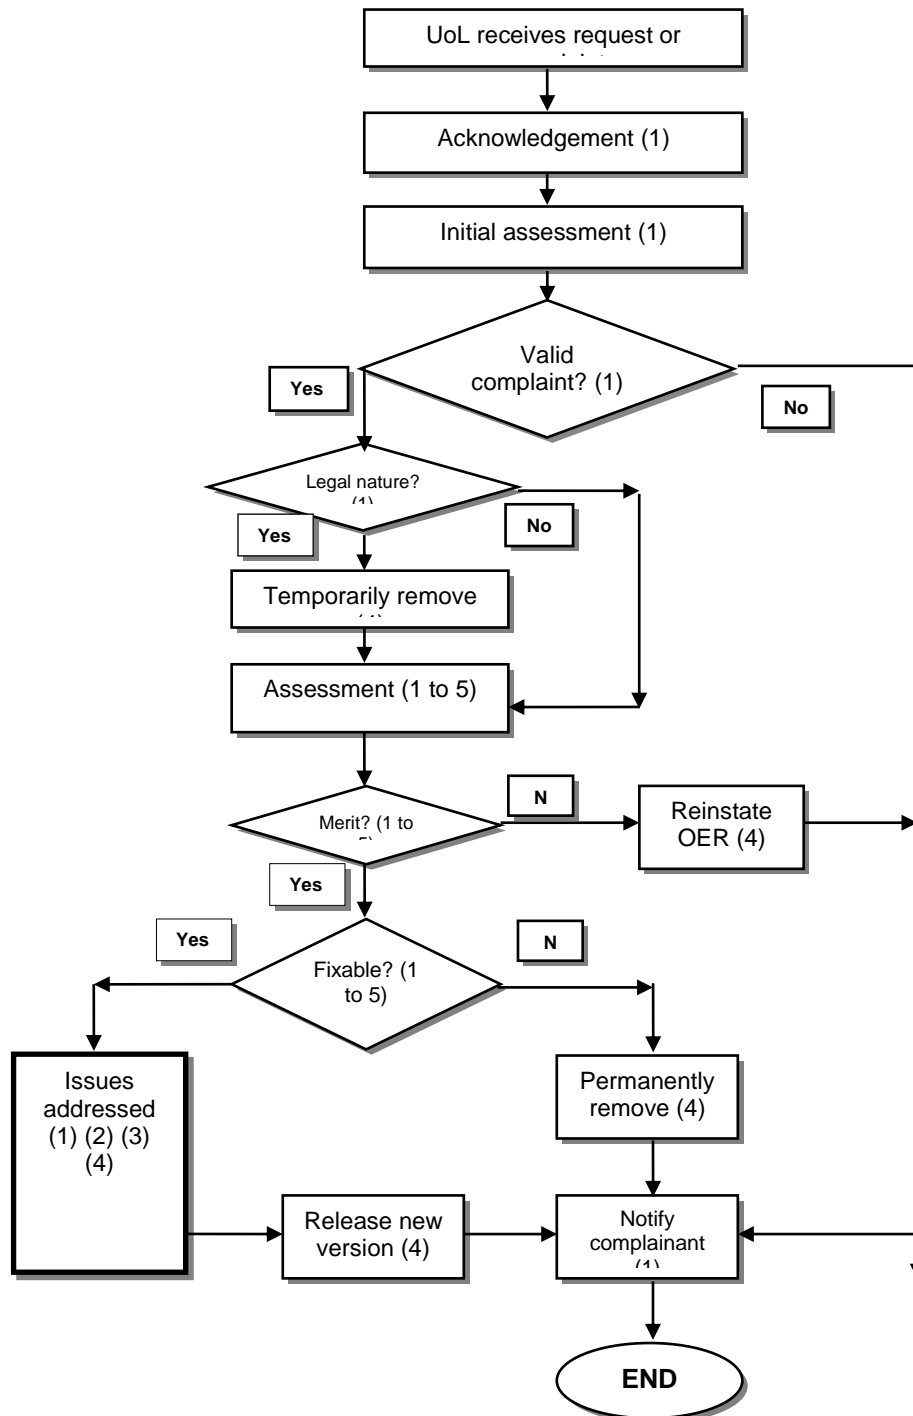 UoL receives request or
Acknowledgement (1)
Initial assessment (1)
Valid
complaint? (1)
Yes
No
Legal nature?
Yes
No
Temporarily remove
Assessment (1 to 5)
Merit? (1 to
N
Reinstate
OER (4)
Yes
Yes
Fixable? (1
to 5)
N
Issues
addressed
(1) (2) (3)
(4)
Permanently
remove (4)
Release new
version (4)
Notify
complainant
END